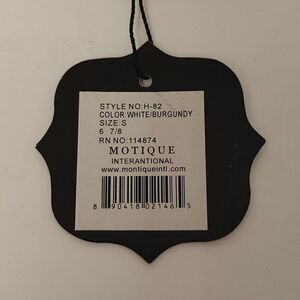 STYLE NO:H-82
COLOR:WHITE/BURGUNDY
SIZE:S
6 7/8
RN NO:114874
MOTIQUE
INTERANTIONAL
www.montiqueintl.com
8 90418 02146 5